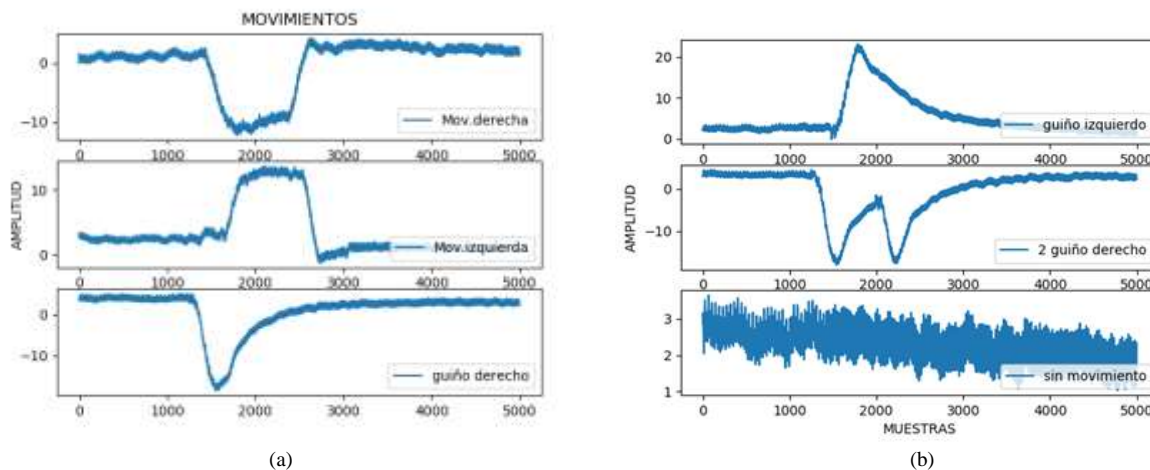 MOVIMIENTOS
0
−10
Mov.derecha
0 1000 2000 3000 4000 5000
10
0
AMPLITUD
Mov.izquierda
0 1000 2000 3000 4000 5000
0
−10
guiño derecho
0 1000 2000 3000 4000 5000
(a)
20
10
0
guiño izquierdo
0 1000 2000 3000 4000 5000
0
−10
AMPLITUD
2 guiño derecho
0 1000 2000 3000 4000 5000
3
2
1
sin movimiento
0 1000 2000 3000 4000 5000
MUESTRAS
(b)